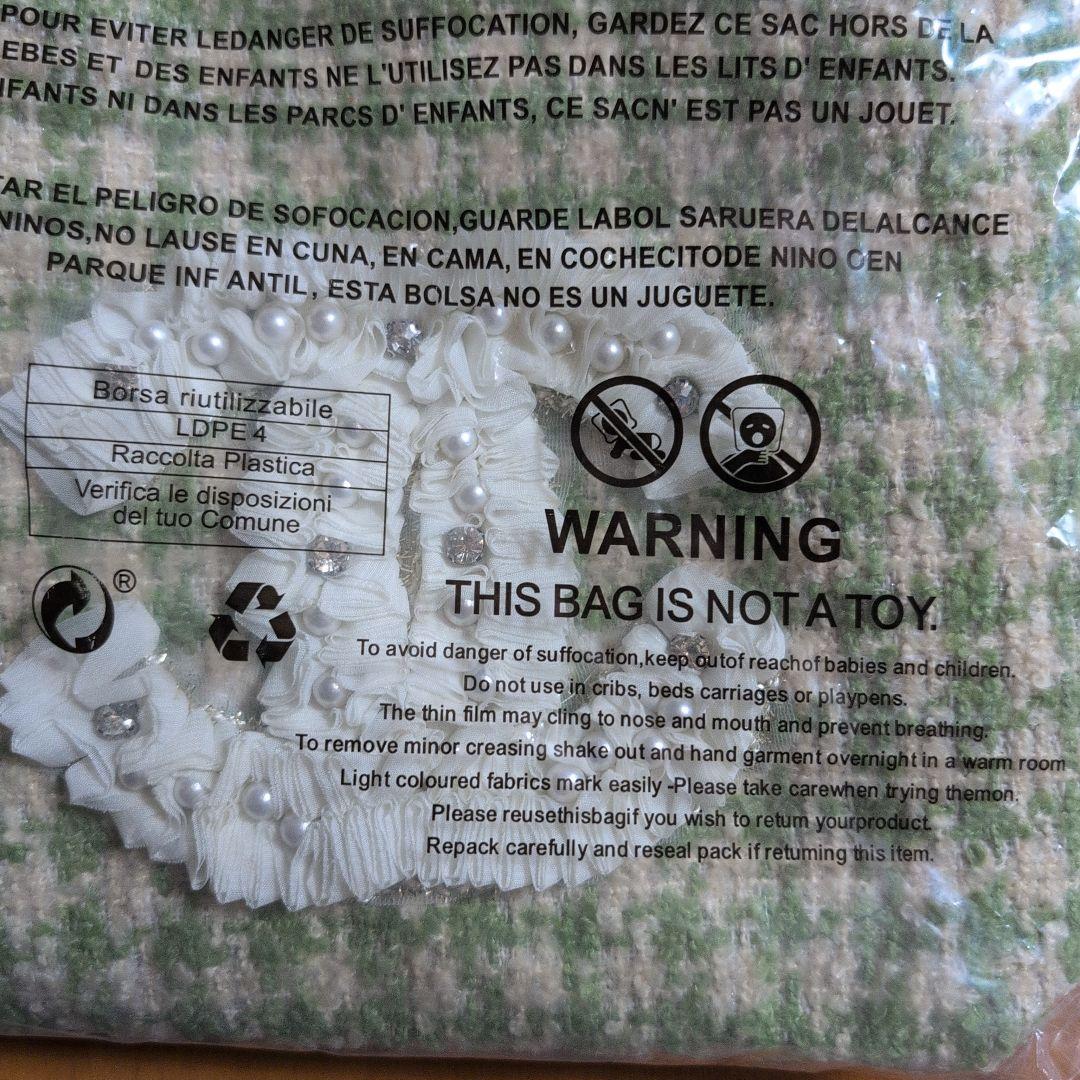 POUR EVITER LEDANGER DE SUFFOCATION, GARDEZ CE SAC HORS DE LA
EBES ET DES ENFANTS NE L'UTILISEZ PAS DANS LES LITS D' ENFANTS.
NI DANS LES PARCS D' ENFANTS, CE SACN' EST PAS UN JOUET.
TAR EL PELIGRO DE SOFOCACION,GUARDE LABOL SARUERA DELALCANCE
NINOS,NO LAUSE EN CUNA, EN CAMA, EN COCHECITODE NINO OEN
PARQUE INF ANTIL, ESTA BOLSA NO ES UN JUGUETE.
Borsa riutilizzabile
LDPE 4
Raccolta Plastica
Verifica le disposizioni
del tuo Comune
®
WARNING
THIS BAG IS NOT A TOY.
To avoid danger of suffocation,keep outof reachof babies and children.
Do not use in cribs, beds carriages or playpens.
The thin film may cling to nose and mouth and prevent breathing.
To remove minor creasing shake out and hand garment overnight in a warm room
Light coloured fabrics mark easily -Please take carewhen trying themon.
Please reusethisbagif you wish to retum yourproduct.
Repack carefully and reseal pack if retuming this item.